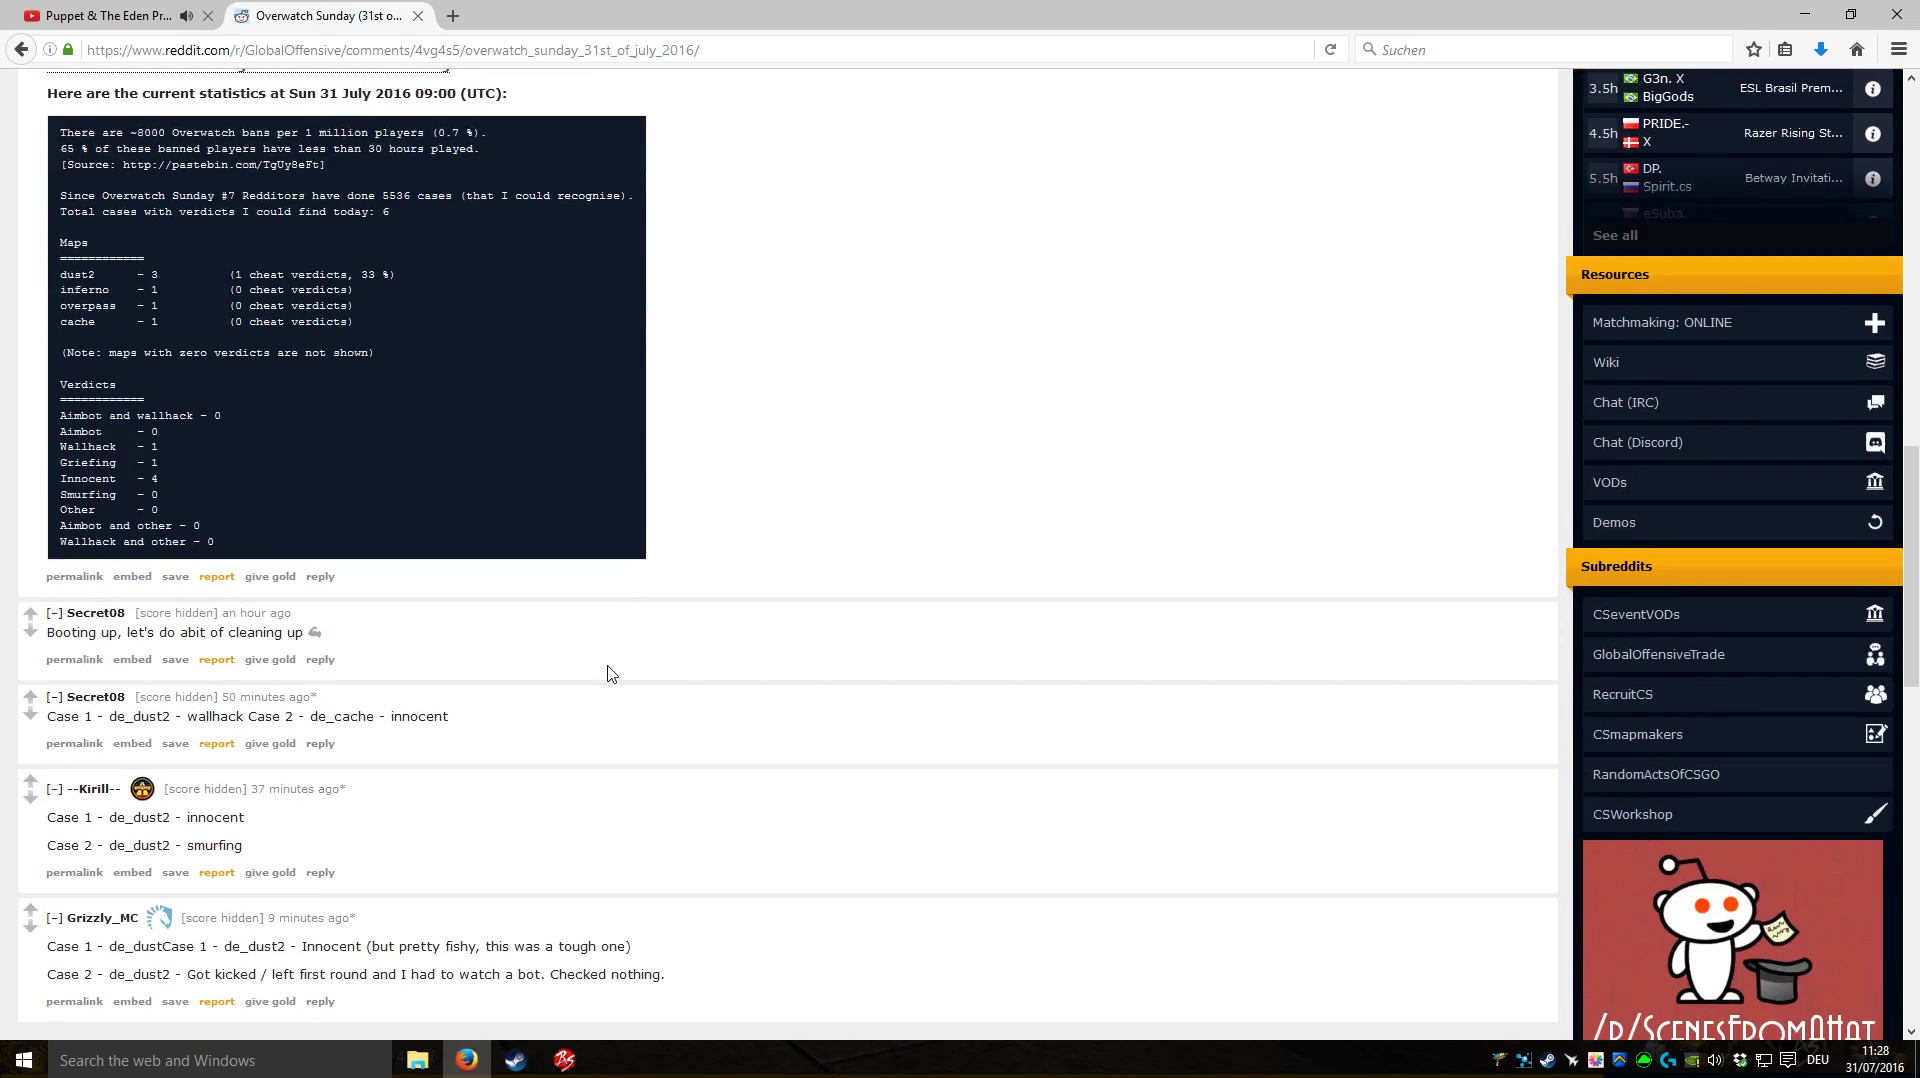 Puppet & The Eden Pr...
Overwatch Sunday (31st o...
https://www.reddit.com/r/GlobalOffensive/comments/4vg4s5/overwatch_sunday_31st_of_july_2016/
Suchen
Here are the current statistics at Sun 31 July 2016 09:00 (UTC):
There are ~8000 Overwatch bans per 1 million players (0.7 %).
65 % of these banned players have less than 30 hours played.
[Source: http://pastebin.com/TgUy8eFt]
Since Overwatch Sunday #7 Redditors have done 5536 cases (that I could recognise).
Total cases with verdicts I could find today: 6
Maps
============
dust2 - 3 (1 cheat verdicts, 33 %)
inferno - 1 (0 cheat verdicts)
overpass - 1 (0 cheat verdicts)
cache - 1 (0 cheat verdicts)
(Note: maps with zero verdicts are not shown)
Verdicts
============
Aimbot and wallhack - 0
Aimbot - 0
Wallhack - 1
Griefing - 1
Innocent - 4
Smurfing - 0
Other - 0
Aimbot and other - 0
Wallhack and other - 0
permalink embed save report give gold reply
[-] Secret08 [score hidden] an hour ago
Booting up, let's do abit of cleaning up
permalink embed save report give gold reply
[-] Secret08 [score hidden] 50 minutes ago*
Case 1 - de_dust2 - wallhack Case 2 - de_cache - innocent
permalink embed save report give gold reply
[-] --Kirill-- [score hidden] 37 minutes ago*
Case 1 - de_dust2 - innocent
Case 2 - de_dust2 - smurfing
permalink embed save report give gold reply
[-] Grizzly_MC [score hidden] 9 minutes ago*
Case 1 - de_dustCase 1 - de_dust2 - Innocent (but pretty fishy, this was a tough one)
Case 2 - de_dust2 - Got kicked / left first round and I had to watch a bot. Checked nothing.
permalink embed save report give gold reply
3.5h G3n. X
BigGods
ESL Brasil Prem...
4.5h PRIDE.-
X
Razer Rising St...
5.5h DP.
Spirit.cs
Betway Invitati...
eSuba.
See all
Resources
Matchmaking: ONLINE
Wiki
Chat (IRC)
Chat (Discord)
VODs
Demos
Subreddits
CSeventVODs
GlobalOffensiveTrade
RecruitCS
CSmapmakers
RandomActsOfCSGO
CSWorkshop
/R/SCENESFROMAHAT
Search the web and Windows
DEU
11:28
31/07/2016